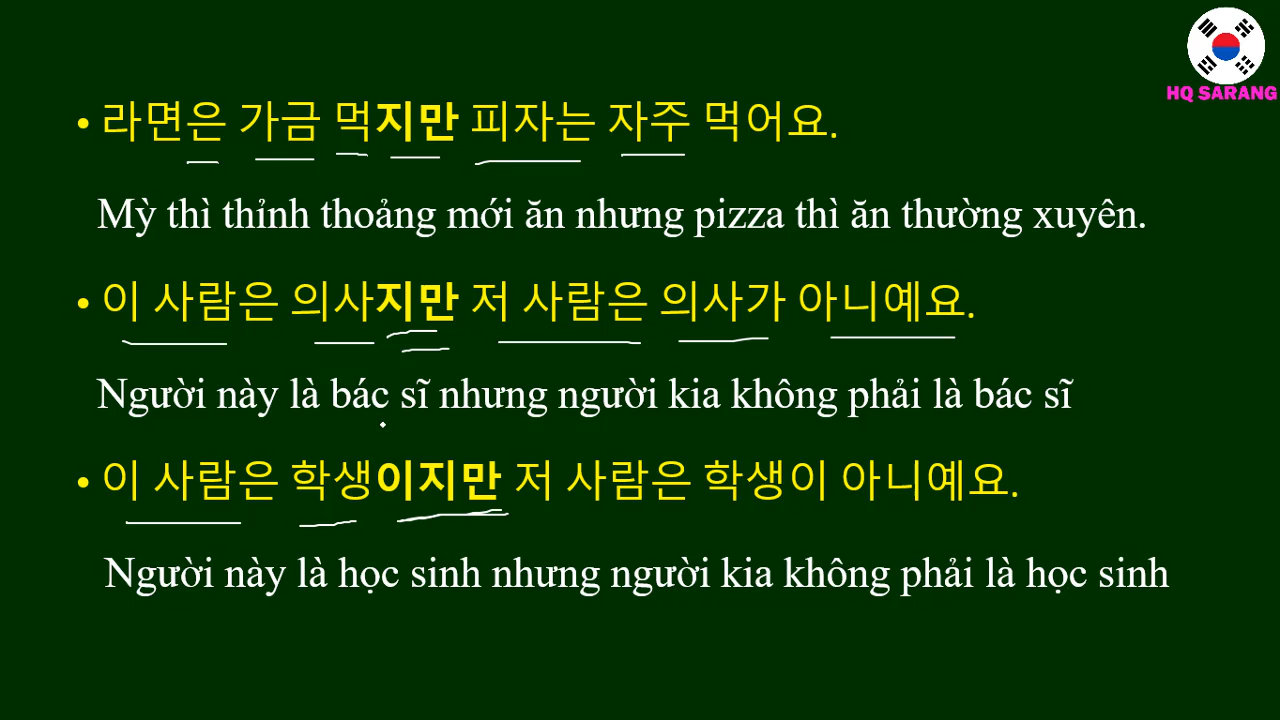 HQ SARANG
• 라면은 가금 먹지만 피자는 자주 먹어요.
Mỳ thì thỉnh thoảng mới ăn nhưng pizza thì ăn thường xuyên.
• 이 사람은 의사지만 저 사람은 의사가 아니예요.
Người này là bác sĩ nhưng người kia không phải là bác sĩ
• 이 사람은 학생이지만 저 사람은 학생이 아니예요.
Người này là học sinh nhưng người kia không phải là học sinh